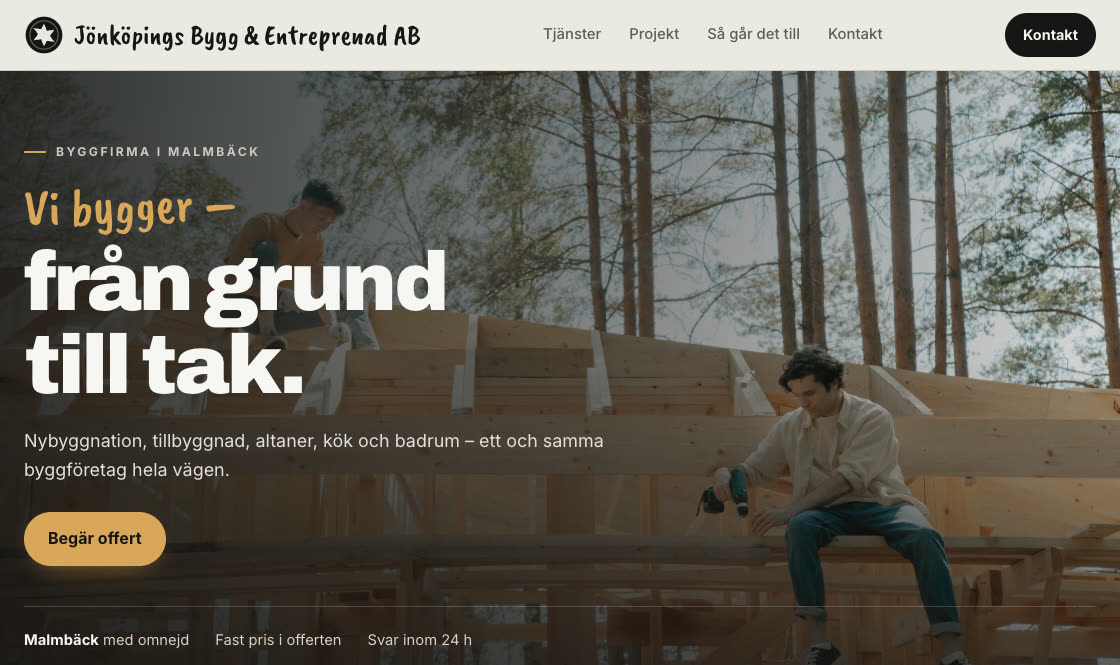 Jönköpings Bygg & Entreprenad AB
Tjänster
Projekt
Så går det till
Kontakt
Kontakt
BYGGFIRMA I MALMBÄCK
Vi bygger –
från grund
till tak.
Nybyggnation, tillbyggnad, altaner, kök och badrum – ett och samma
byggföretag hela vägen.
Begär offert
Malmbäck med omnejd
Fast pris i offerten
Svar inom 24 h